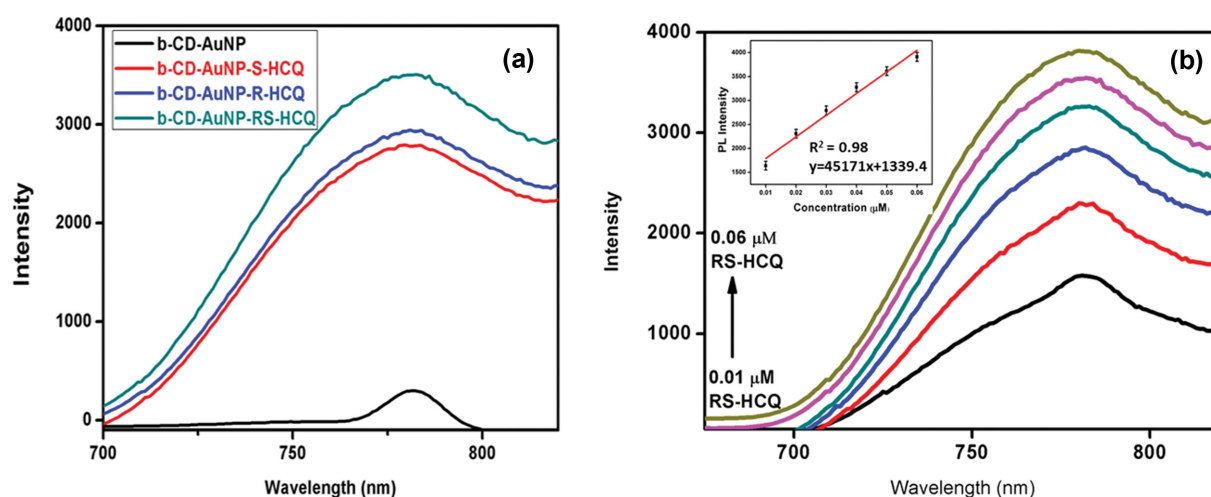 (a)
4000
3000
2000
1000
0
Intensity
b-CD-AuNP
b-CD-AuNP-S-HCQ
b-CD-AuNP-R-HCQ
b-CD-AuNP-RS-HCQ
700
750
800
Wavelength (nm)
(b)
4000
3000
2000
1000
Intensity
4000
3500
3000
2500
2000
1500
PL Intensity
R² = 0.98
y=45171x+1339.4
0.01 0.02 0.03 0.04 0.05 0.06
Concentration (μM)
0.06 μM
RS-HCQ
0.01 μM
RS-HCQ
700
750
800
Wavelength (nm)